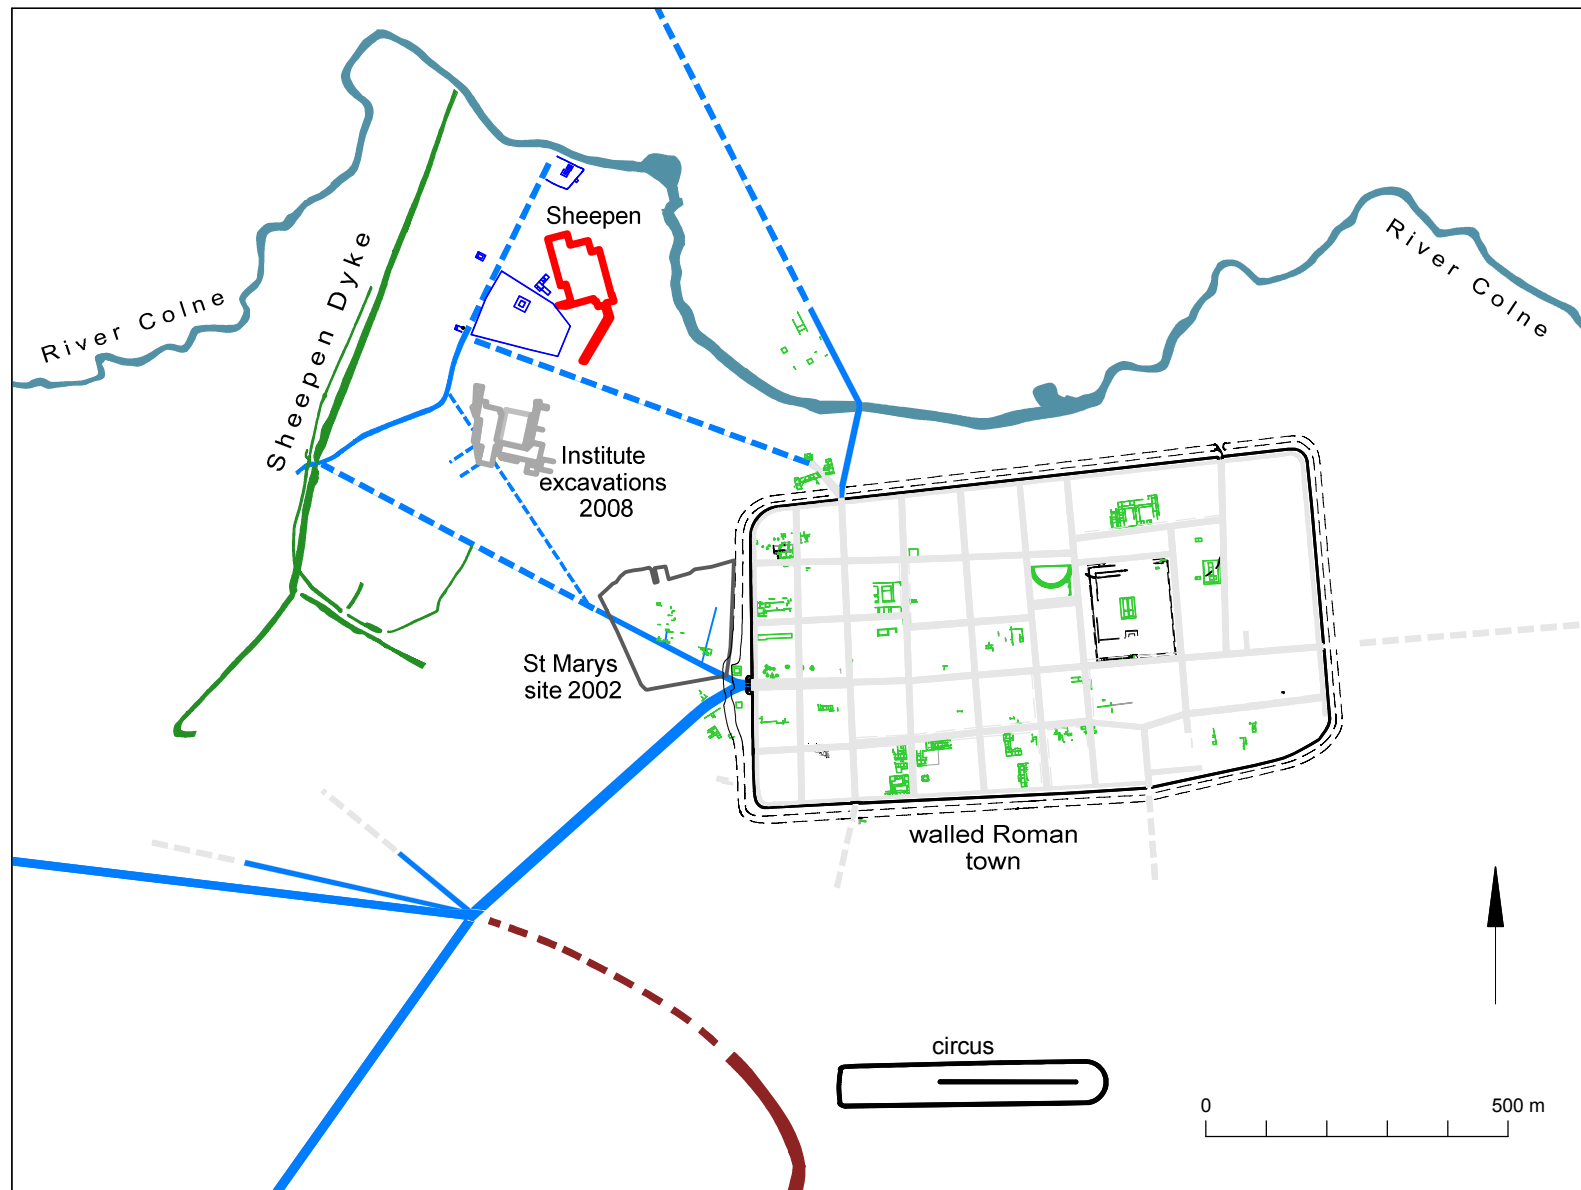 Sheepen
River Colne
River Colne
Sheepen Dyke
Institute
excavations
2008
St Marys
site 2002
walled Roman
town
circus
0 500 m